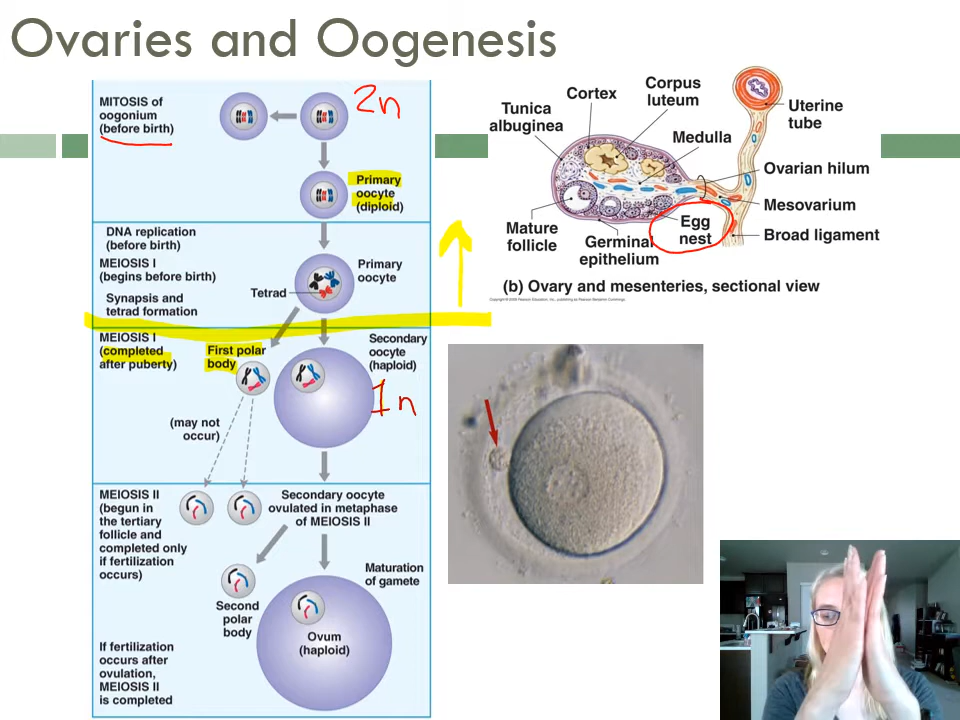 Ovaries and Oogenesis
MITOSIS of
oogonium
(before birth)
2n
Primary
oocyte
(diploid)
DNA replication
(before birth)
MEIOSIS I
(begins before birth)
Synapsis and
tetrad formation
Tetrad
Primary
oocyte
MEIOSIS I
(completed
after puberty)
First polar
body
Secondary
oocyte
(haploid)
1n
(may not
occur)
MEIOSIS II
(begun in
the tertiary
follicle and
completed only
if fertilization
occurs)
Secondary oocyte
ovulated in metaphase
of MEIOSIS II
Maturation
of gamete
Second
polar
body
Ovum
(haploid)
If fertilization
occurs after
ovulation,
MEIOSIS II
is completed
Tunica
albuginea
Cortex
Corpus
luteum
Medulla
Uterine
tube
Ovarian hilum
Mesovarium
Broad ligament
Mature
follicle
Germinal
epithelium
Egg
nest
(b) Ovary and mesenteries, sectional view
Copyright © 2009 Pearson Education, Inc., publishing as Pearson Benjamin Cummings.